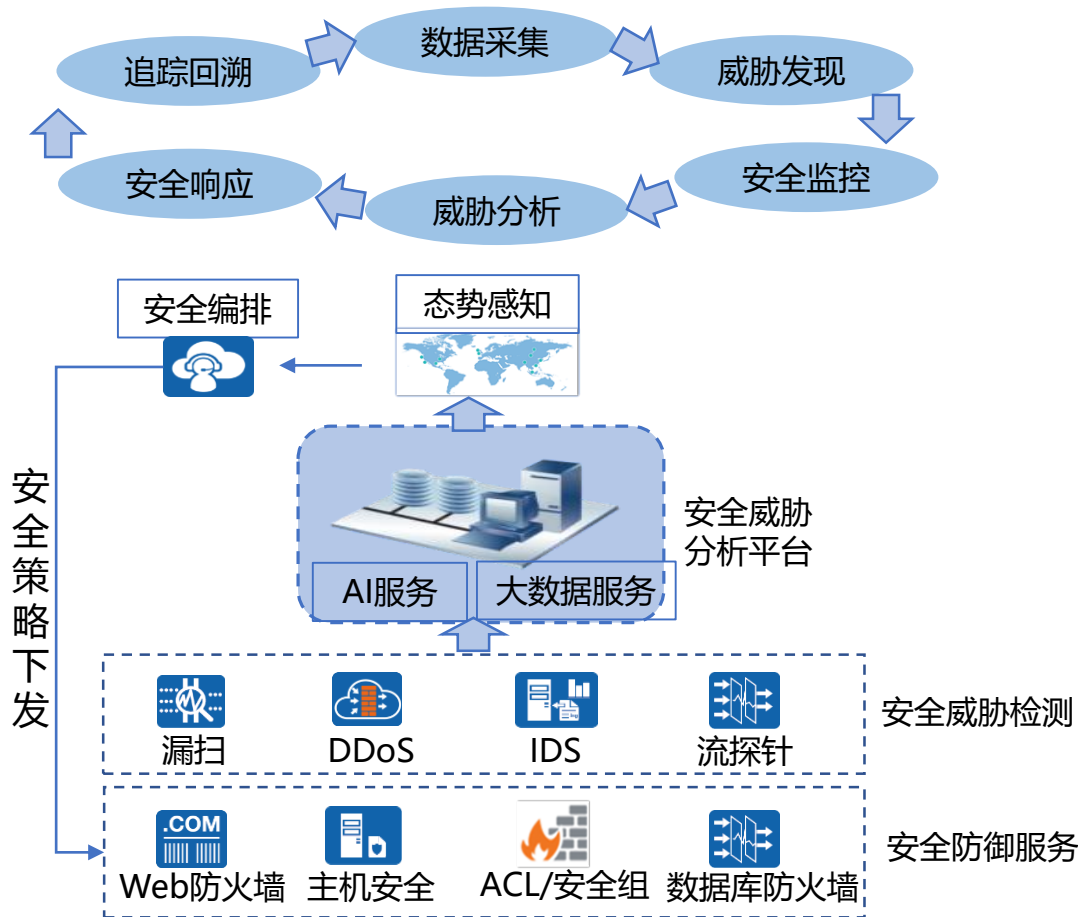 追踪回溯
数据采集
威胁发现
安全响应
威胁分析
安全监控
安全编排
态势感知
安全策略下发
安全威胁
分析平台
AI服务
大数据服务
漏扫
DDoS
IDS
流探针
安全威胁检测
.COM
Web防火墙
主机安全
ACL/安全组
数据库防火墙
安全防御服务